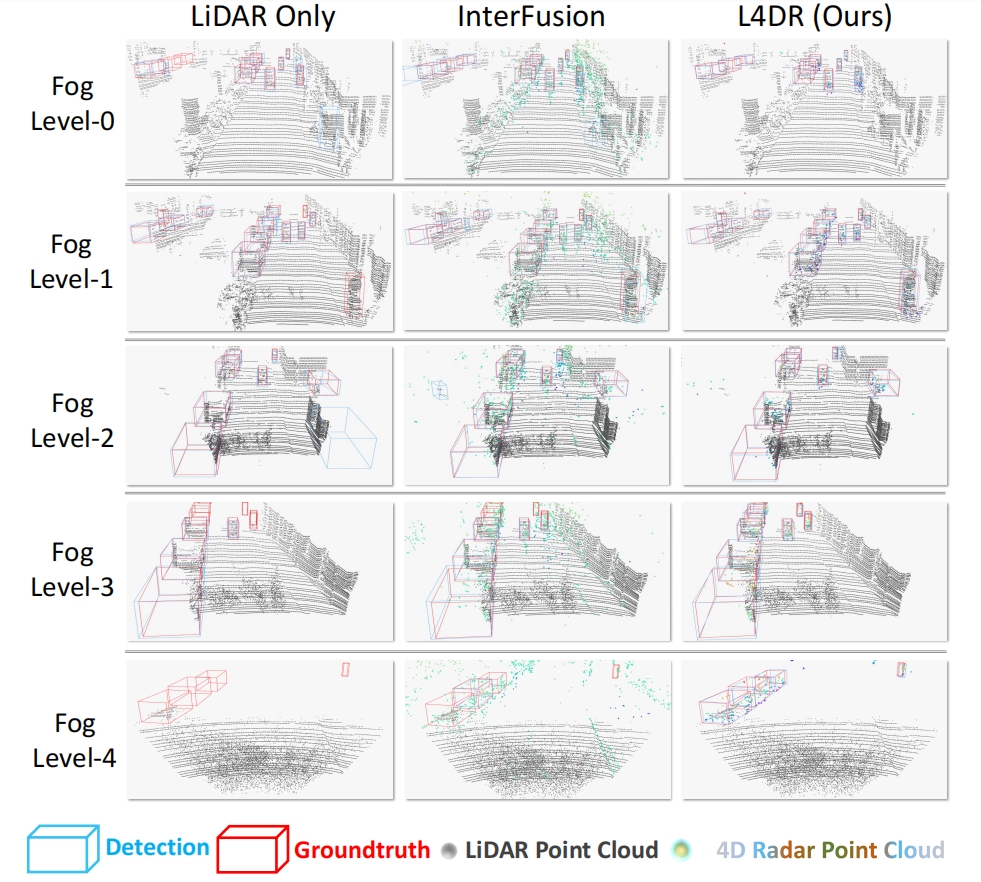 LiDAR Only InterFusion L4DR (Ours)
Fog
Level-0
Fog
Level-1
Fog
Level-2
Fog
Level-3
Fog
Level-4
Detection Groundtruth LiDAR Point Cloud 4D Radar Point Cloud